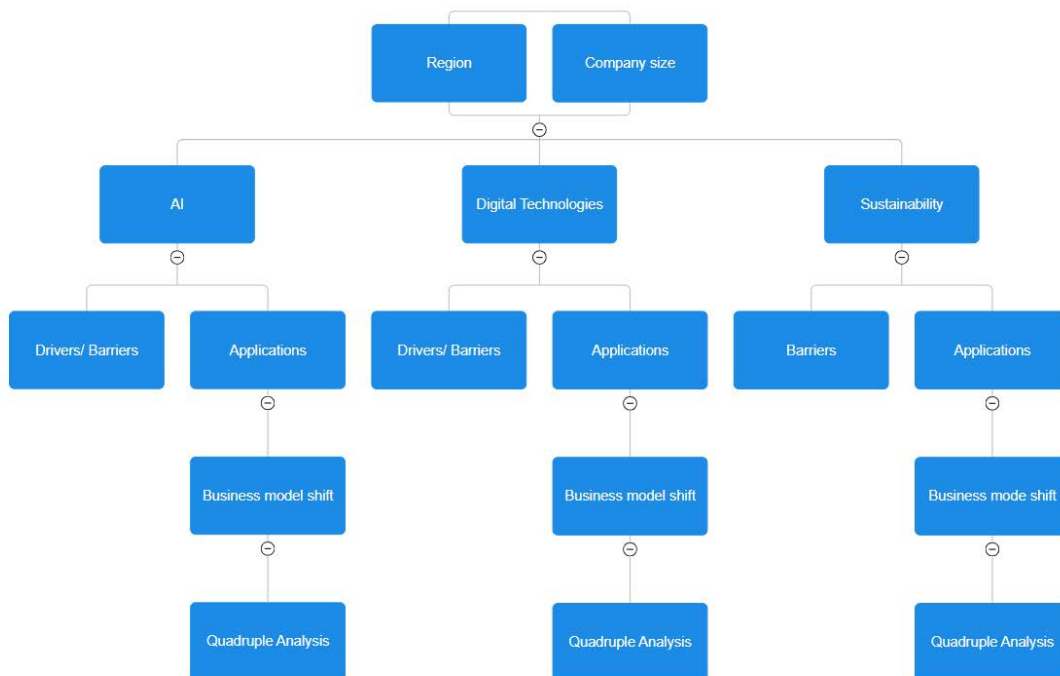 Region
Company size
AI
Digital Technologies
Sustainability
Drivers/ Barriers
Applications
Drivers/ Barriers
Applications
Barriers
Applications
Business model shift
Business model shift
Business mode shift
Quadruple Analysis
Quadruple Analysis
Quadruple Analysis